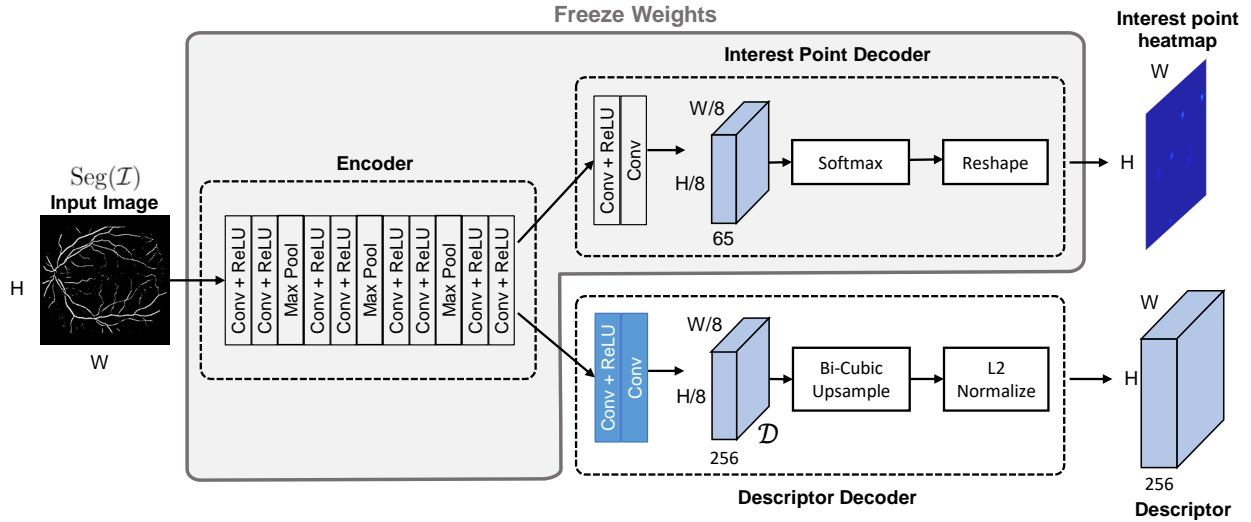 Freeze Weights
Interest point
heatmap
Interest Point Decoder
W
W/8
Conv + ReLU
Conv
H/8
65
Softmax
Reshape
H
Encoder
Seg(I)
Input Image
H
W
Conv + ReLU
Conv + ReLU
Max Pool
Conv + ReLU
Conv + ReLU
Max Pool
Conv + ReLU
Conv + ReLU
Max Pool
Conv + ReLU
Conv + ReLU
W/8
Conv + ReLU
Conv
H/8
256
D
Bi-Cubic
Upsample
L2
Normalize
W
H
256
Descriptor Decoder
Descriptor